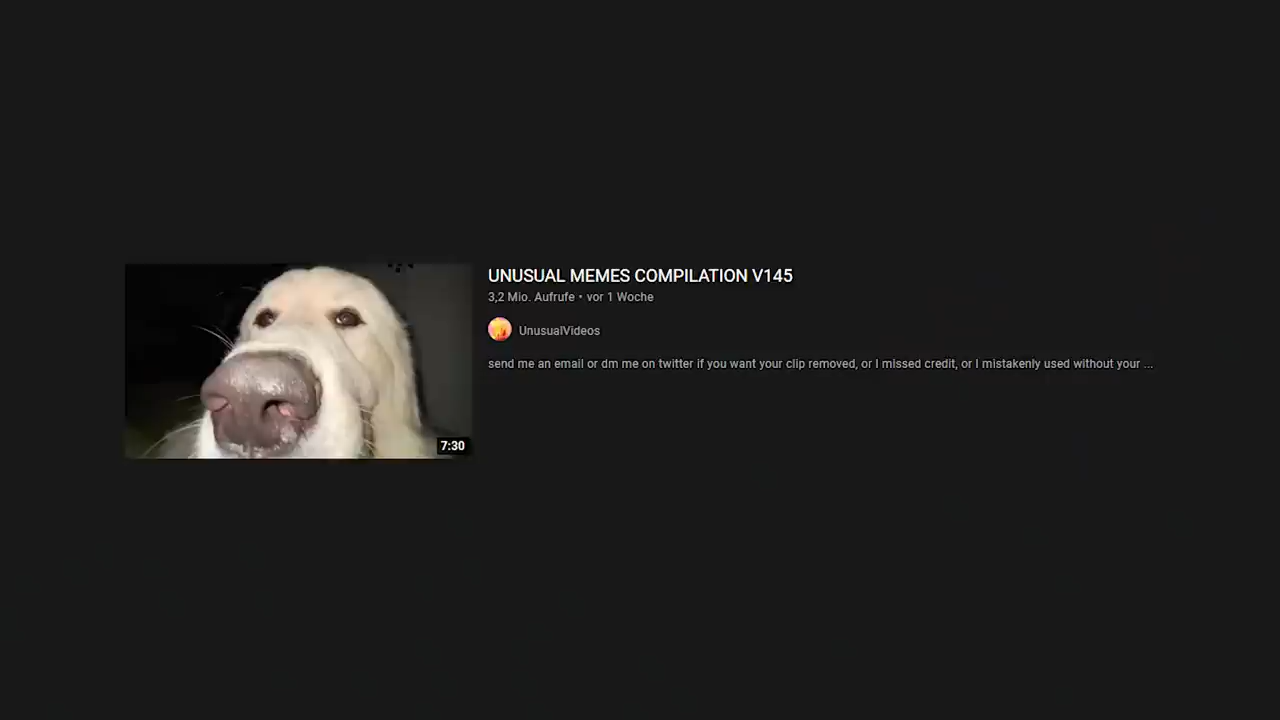 UNUSUAL MEMES COMPILATION V145
3,2 Mio. Aufrufe • vor 1 Woche
UnusualVideos
send me an email or dm me on twitter if you want your clip removed, or I missed credit, or I mistakenly used without your ...
7:30